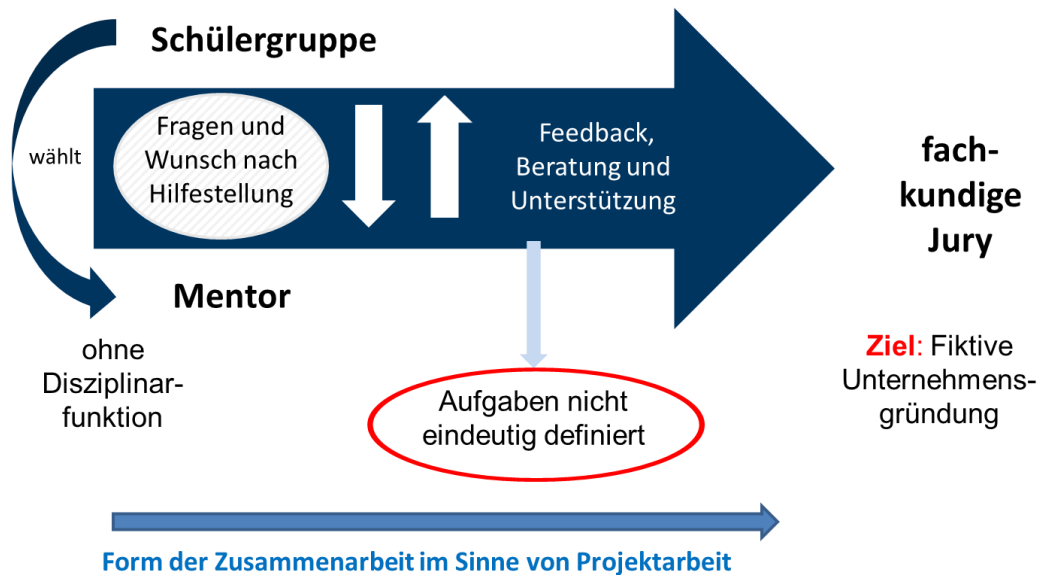 Schülergruppe
wählt
Fragen und
Wunsch nach
Hilfestellung
Feedback,
Beratung und
Unterstützung
fach-
kundige
Jury
Mentor
ohne
Disziplinar-
funktion
Aufgaben nicht
eindeutig definiert
Ziel: Fiktive
Unternehmens-
gründung
Form der Zusammenarbeit im Sinne von Projektarbeit